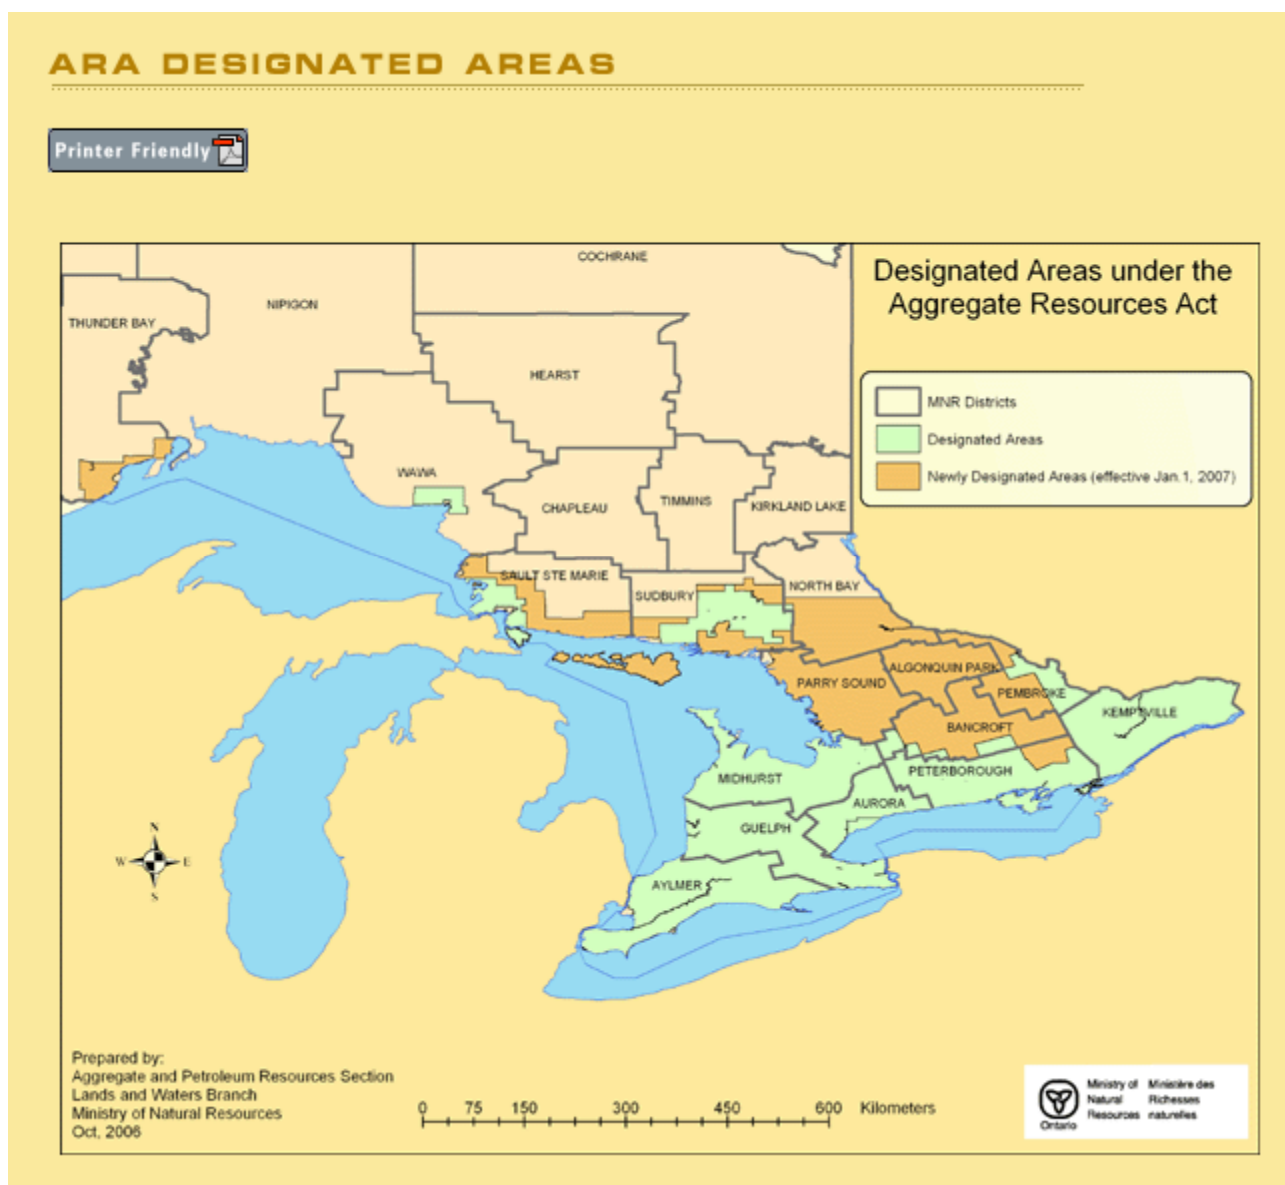 ARA DESIGNATED AREAS
Printer Friendly
Designated Areas under the
Aggregate Resources Act
MNR Districts
Designated Areas
Newly Designated Areas (effective Jan.1, 2007)
COCHRANE
NIPIGON
THUNDER BAY
HEARST
WAWA
CHAPLEAU
TIMMINS
KIRKLAND LAKE
SAULT STE MARIE
SUDBURY
NORTH BAY
ALGONQUIN PARK
PARRY SOUND
PEMBROKE
KEMPTVILLE
BANCROFT
PETERBOROUGH
MIDHURST
AURORA
GUELPH
AYLMER
N
W E
S
Prepared by:
Aggregate and Petroleum Resources Section
Lands and Waters Branch
Ministry of Natural Resources
Oct, 2006
0 75 150 300 450 600 Kilometers
Ontario
Ministry of
Natural
Resources
Ministère des
Richesses
naturelles